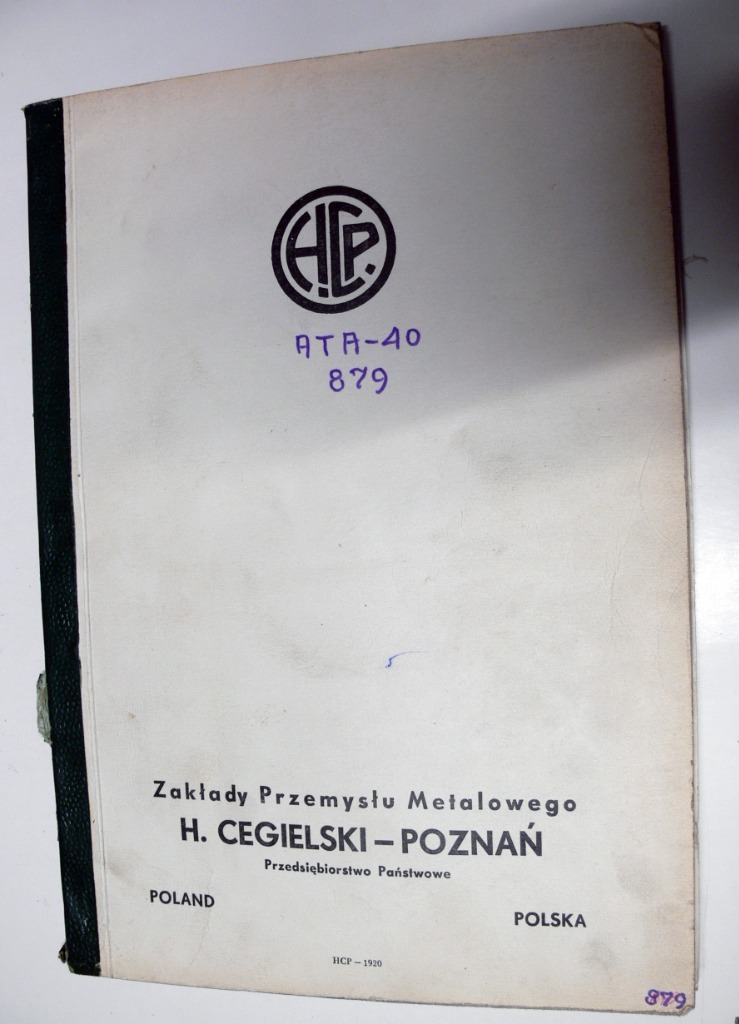 H.C.P.
ATA-40
879
Zakłady Przemysłu Metalowego
H. CEGIELSKI – POZNAŃ
Przedsiębiorstwo Państwowe
POLAND
POLSKA
HCP – 1920
879